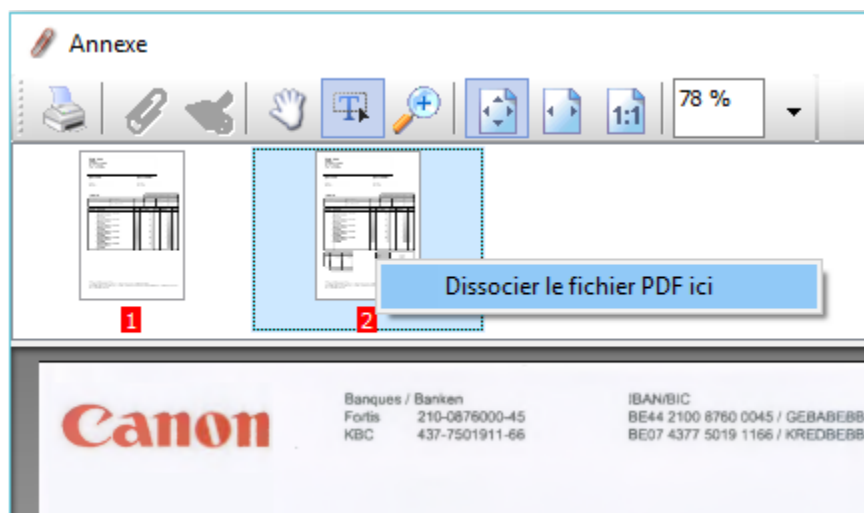 Annexe
T
1:1
78 %
1
2
Dissocier le fichier PDF ici
Canon
Banques / Banken
Fortis 210-0876000-45
KBC 437-7501911-66
IBAN/BIC
BE44 2100 8760 0045 / GEBABEBB
BE07 4377 5019 1166 / KREDBEBB